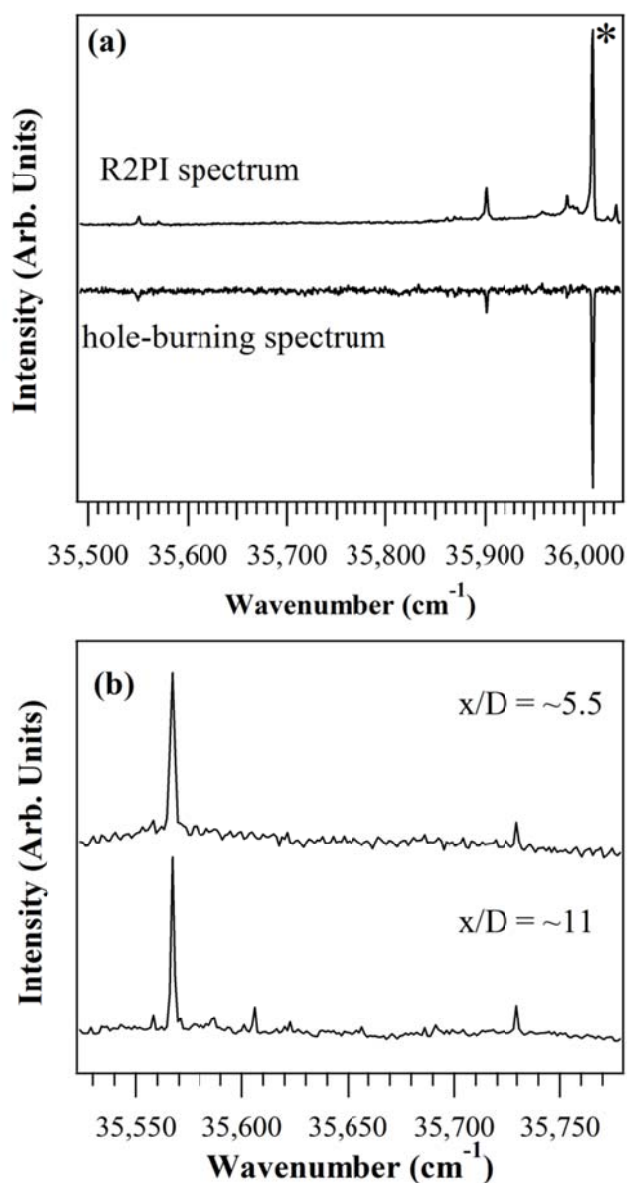 (a)
*
R2PI spectrum
hole-burning spectrum
Intensity (Arb. Units)
35,500 35,600 35,700 35,800 35,900 36,000
Wavenumber (cm⁻¹)
(b)
x/D = ~5.5
x/D = ~11
Intensity (Arb. Units)
35,550 35,600 35,650 35,700 35,750
Wavenumber (cm⁻¹)